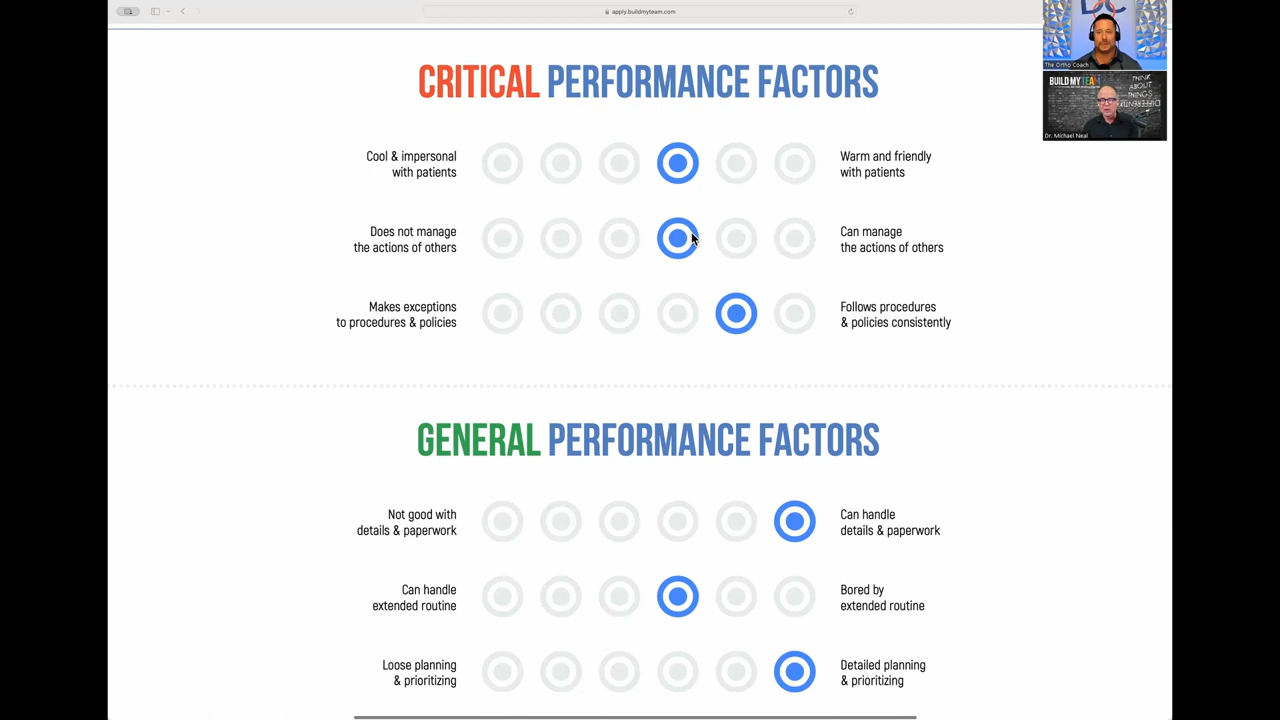 apply.buildmyteam.com
DC
The Ortho Coach
BUILD MY TEAM
THINK
ABOUT
THINGS
DIFFERENTLY
Dr. Michael Neal
CRITICAL PERFORMANCE FACTORS
Cool & impersonal
with patients
Warm and friendly
with patients
Does not manage
the actions of others
Can manage
the actions of others
Makes exceptions
to procedures & policies
Follows procedures
& policies consistently
GENERAL PERFORMANCE FACTORS
Not good with
details & paperwork
Can handle
details & paperwork
Can handle
extended routine
Bored by
extended routine
Loose planning
& prioritizing
Detailed planning
& prioritizing